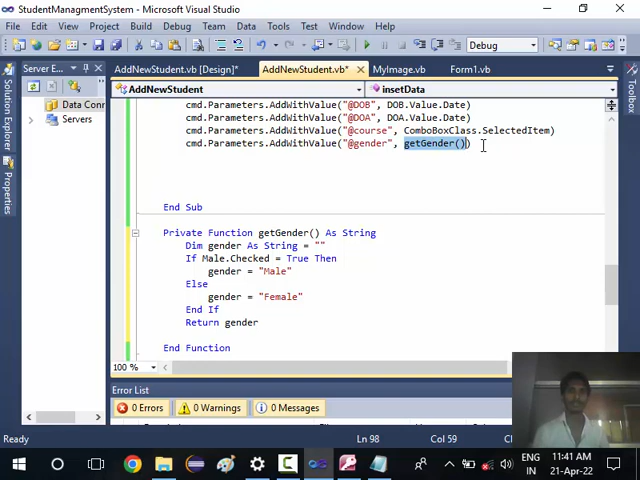 StudentManagmentSystem - Microsoft Visual Studio
File Edit View Project Build Debug Team Data Tools Test Window Help
Debug
Server E...
AddNewStudent.vb [Design]*
AddNewStudent.vb*
MyImage.vb
Form1.vb
AddNewStudent
insetData
Solution Explorer
Properties
Toolbox
Data Conn
Servers
cmd.Parameters.AddWithValue("@DOB", DOB.Value.Date)
cmd.Parameters.AddWithValue("@DOA", DOA.Value.Date)
cmd.Parameters.AddWithValue("@course", ComboBoxClass.SelectedItem)
cmd.Parameters.AddWithValue("@gender", getGender())
End Sub
Private Function getGender() As String
Dim gender As String = ""
If Male.Checked = True Then
gender = "Male"
Else
gender = "Female"
End If
Return gender
End Function
100 %
Error List
0 Errors
0 Warnings
0 Messages
Ready
Ln 98
Col 59
ENG
IN
11:41 AM
21-Apr-22